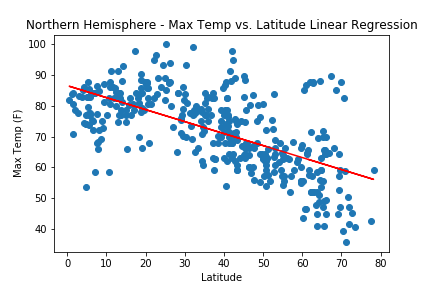 Northern Hemisphere - Max Temp vs. Latitude Linear Regression
100
90
80
70
60
50
40
Max Temp (F)
0 10 20 30 40 50 60 70 80
Latitude